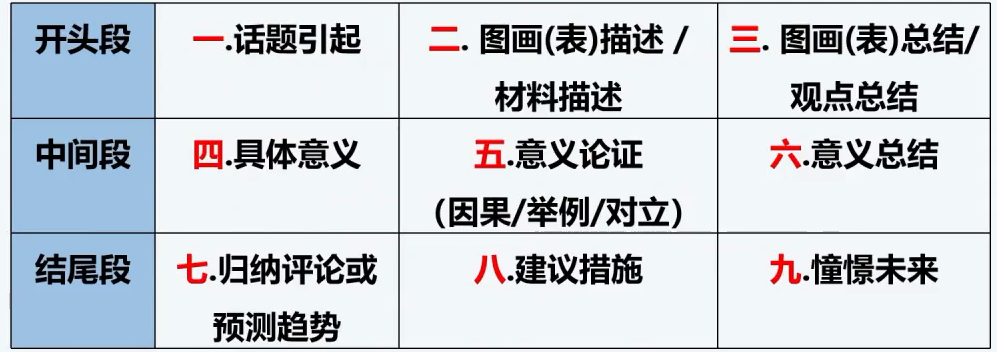 开头段 一.话题引起 二. 图画(表)描述 / 三. 图画(表)总结/
材料描述 观点总结
中间段 四.具体意义 五.意义论证 六.意义总结
(因果/举例/对立)
结尾段 七.归纳评论或 八.建议措施 九.憧憬未来
预测趋势